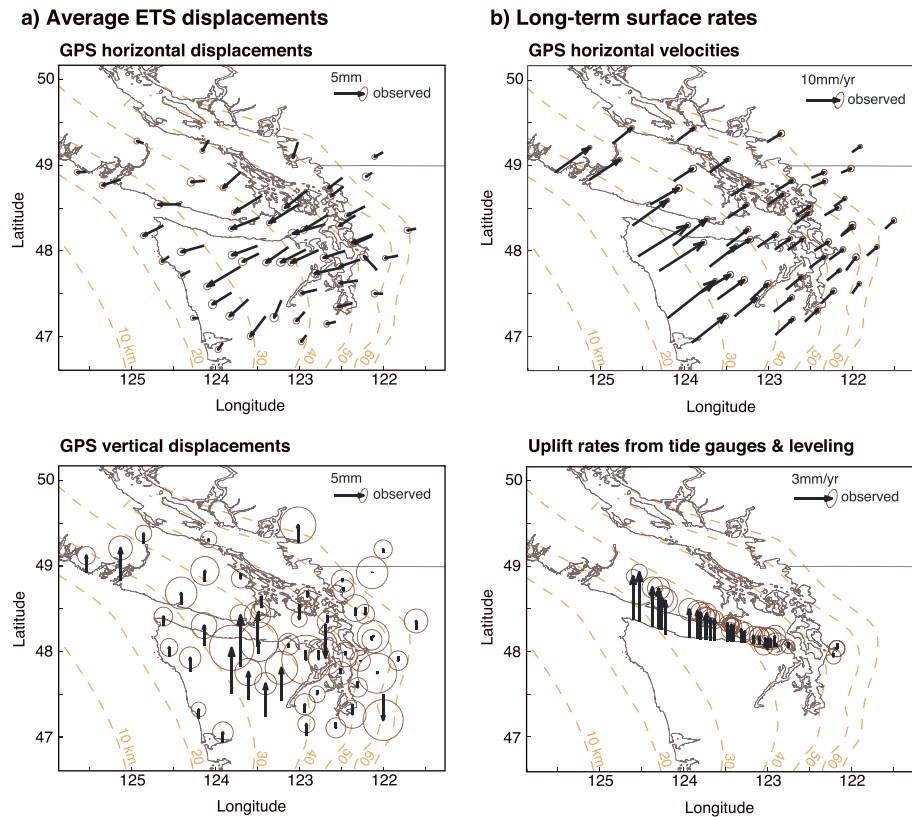 a) Average ETS displacements
GPS horizontal displacements
5mm
observed
50
49
48
47
Latitude
10 km
20
30
40
50
60
125
124
123
122
Longitude
b) Long-term surface rates
GPS horizontal velocities
10mm/yr
observed
50
49
48
47
Latitude
10 km
20
30
40
50
60
125
124
123
122
Longitude
GPS vertical displacements
5mm
observed
50
49
48
47
Latitude
10 km
20
30
40
50
60
125
124
123
122
Longitude
Uplift rates from tide gauges & leveling
3mm/yr
observed
50
49
48
47
Latitude
10 km
20
30
40
50
60
125
124
123
122
Longitude